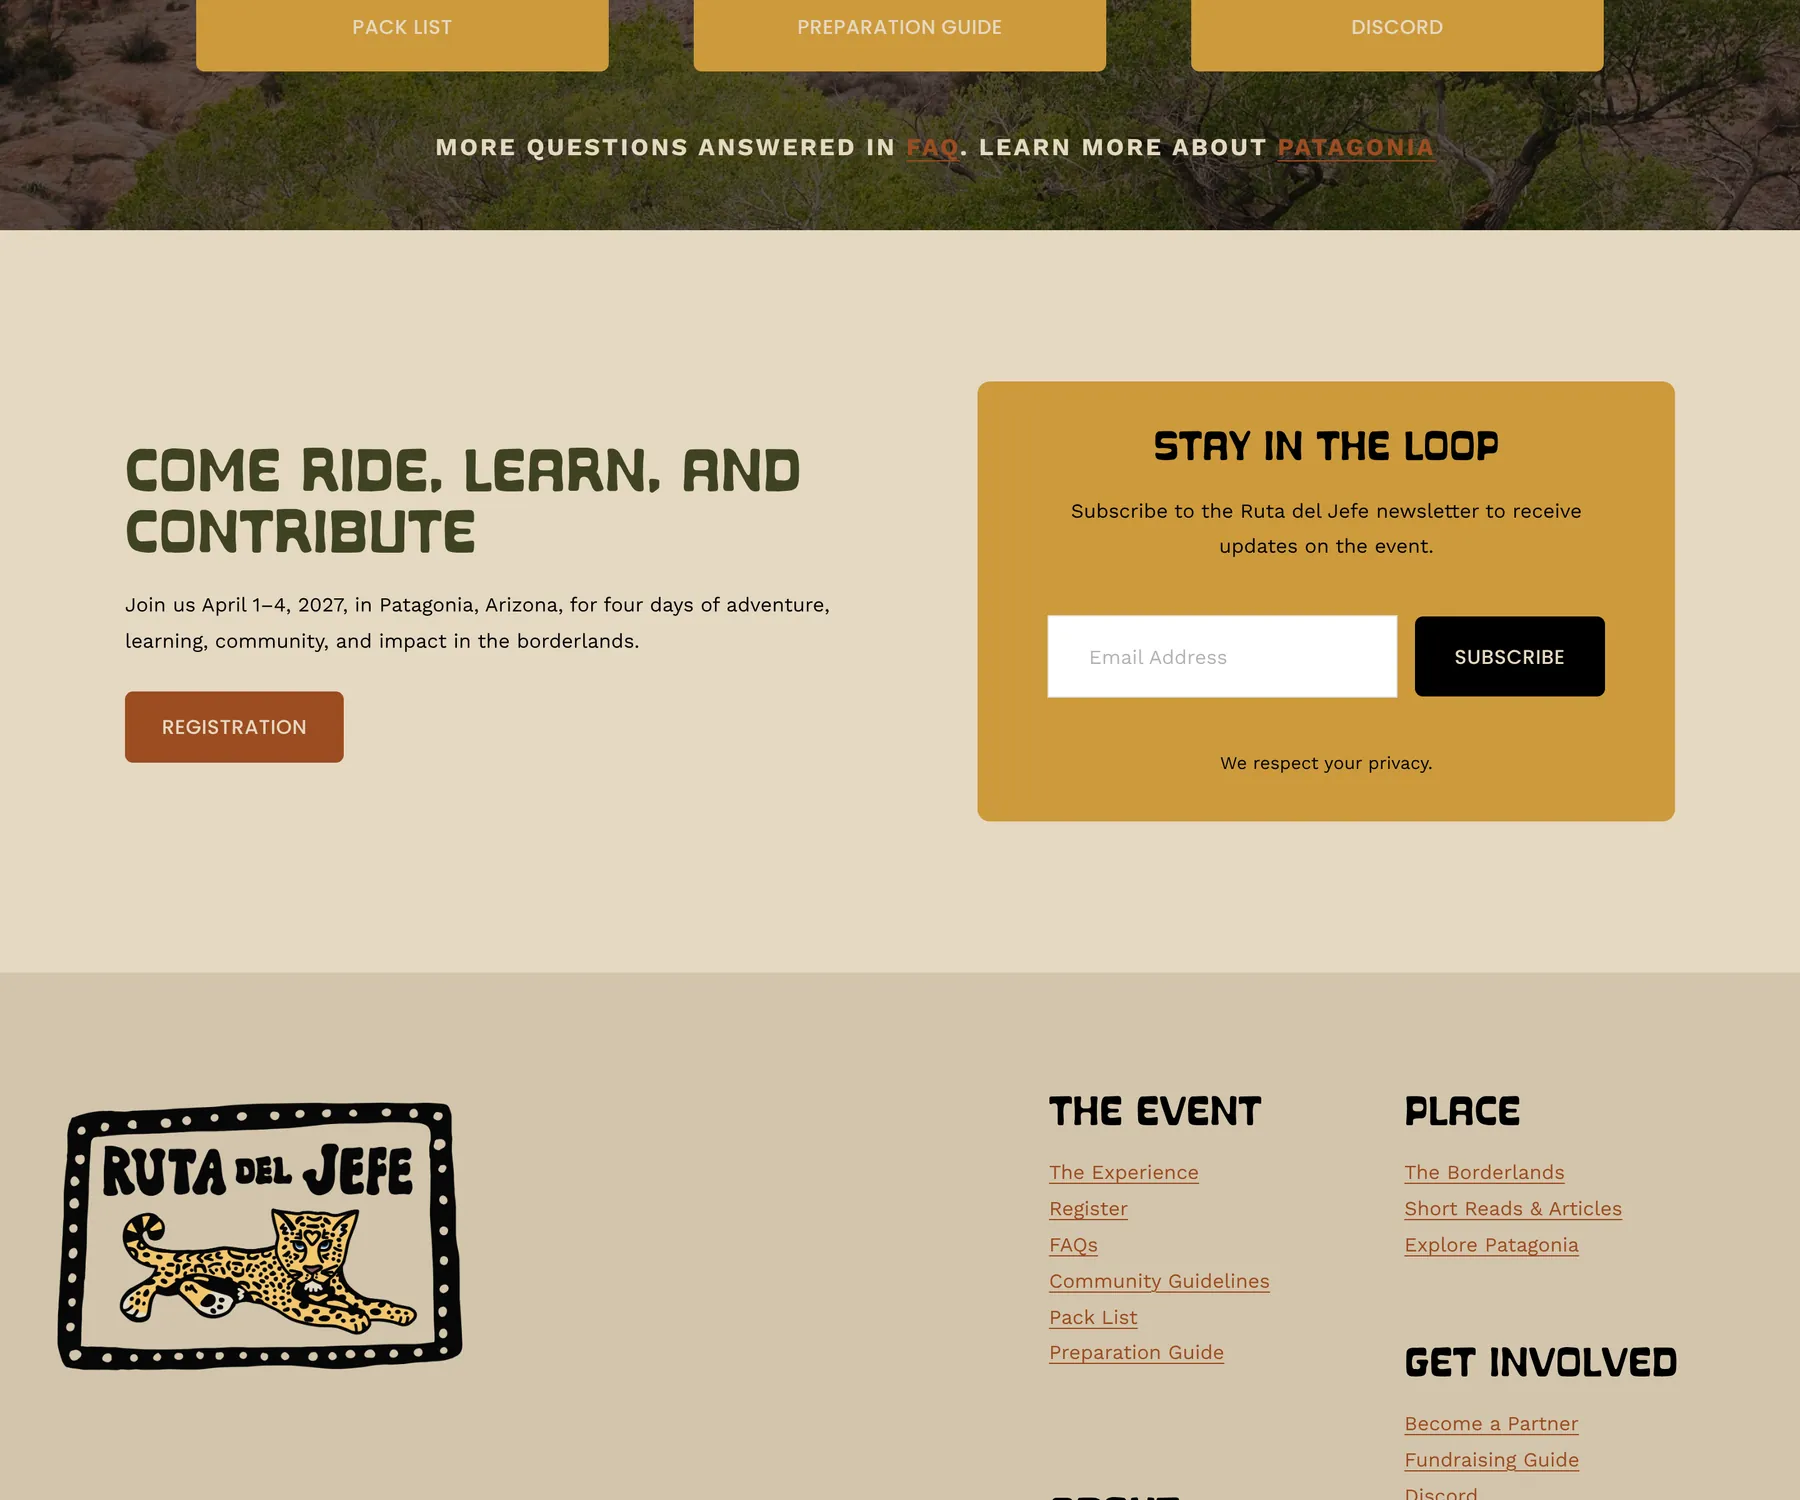 PACK LIST
PREPARATION GUIDE
DISCORD
MORE QUESTIONS ANSWERED IN FAQ. LEARN MORE ABOUT PATAGONIA
COME RIDE, LEARN, AND
CONTRIBUTE
Join us April 1–4, 2027, in Patagonia, Arizona, for four days of adventure,
learning, community, and impact in the borderlands.
REGISTRATION
STAY IN THE LOOP
Subscribe to the Ruta del Jefe newsletter to receive
updates on the event.
Email Address
SUBSCRIBE
We respect your privacy.
RUTA DEL JEFE
THE EVENT
The Experience
Register
FAQs
Community Guidelines
Pack List
Preparation Guide
PLACE
The Borderlands
Short Reads & Articles
Explore Patagonia
GET INVOLVED
Become a Partner
Fundraising Guide
Discord